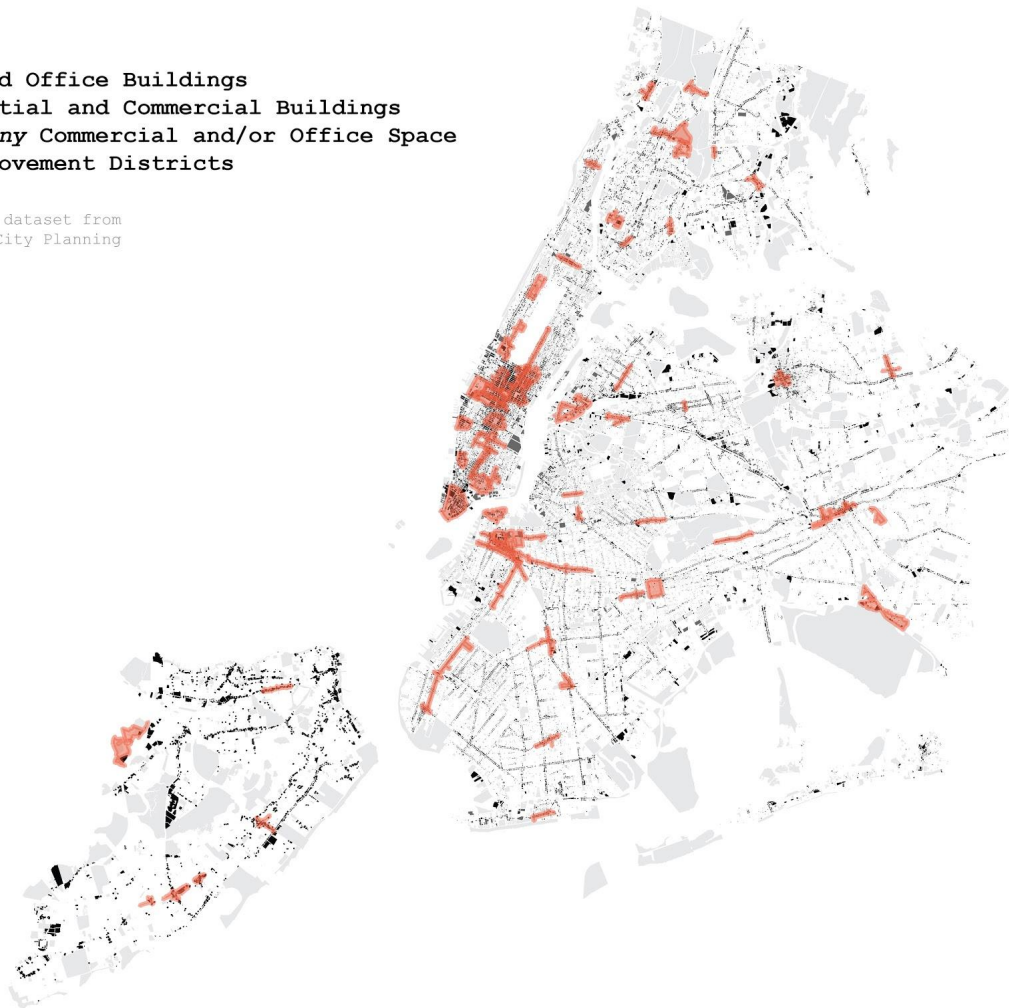 d Office Buildings
tial and Commercial Buildings
ny Commercial and/or Office Space
ovement Districts
dataset from
City Planning